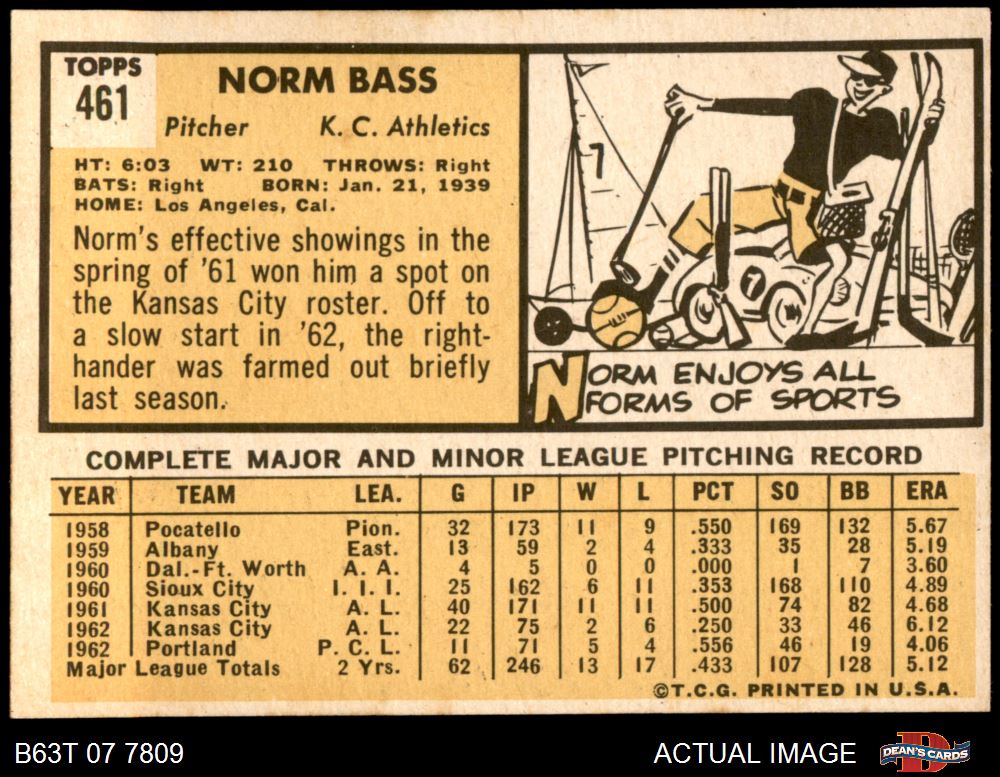 TOPPS
461
NORM BASS
Pitcher K. C. Athletics
HT: 6:03 WT: 210 THROWS: Right
BATS: Right BORN: Jan. 21, 1939
HOME: Los Angeles, Cal.
Norm's effective showings in the
spring of '61 won him a spot on
the Kansas City roster. Off to
a slow start in '62, the right-
hander was farmed out briefly
last season.
7
7
NORM ENJOYS ALL
FORMS OF SPORTS
COMPLETE MAJOR AND MINOR LEAGUE PITCHING RECORD
YEAR TEAM LEA. G IP W L PCT SO BB ERA
1958 Pocatello Pion. 32 173 11 9 .550 169 132 5.67
1959 Albany East. 13 59 2 4 .333 35 28 5.19
1960 Dal.-Ft. Worth A. A. 4 5 0 0 .000 1 7 3.60
1960 Sioux City I. I. I. 25 162 6 11 .353 168 110 4.89
1961 Kansas City A. L. 40 171 11 11 .500 74 82 4.68
1962 Kansas City A. L. 22 75 2 6 .250 33 46 6.12
1962 Portland P. C. L. 11 71 5 4 .556 46 19 4.06
Major League Totals 2 Yrs. 62 246 13 17 .433 107 128 5.12
©T.C.G. PRINTED IN U.S.A.
B63T 07 7809 ACTUAL IMAGE DEAN'S CARDS